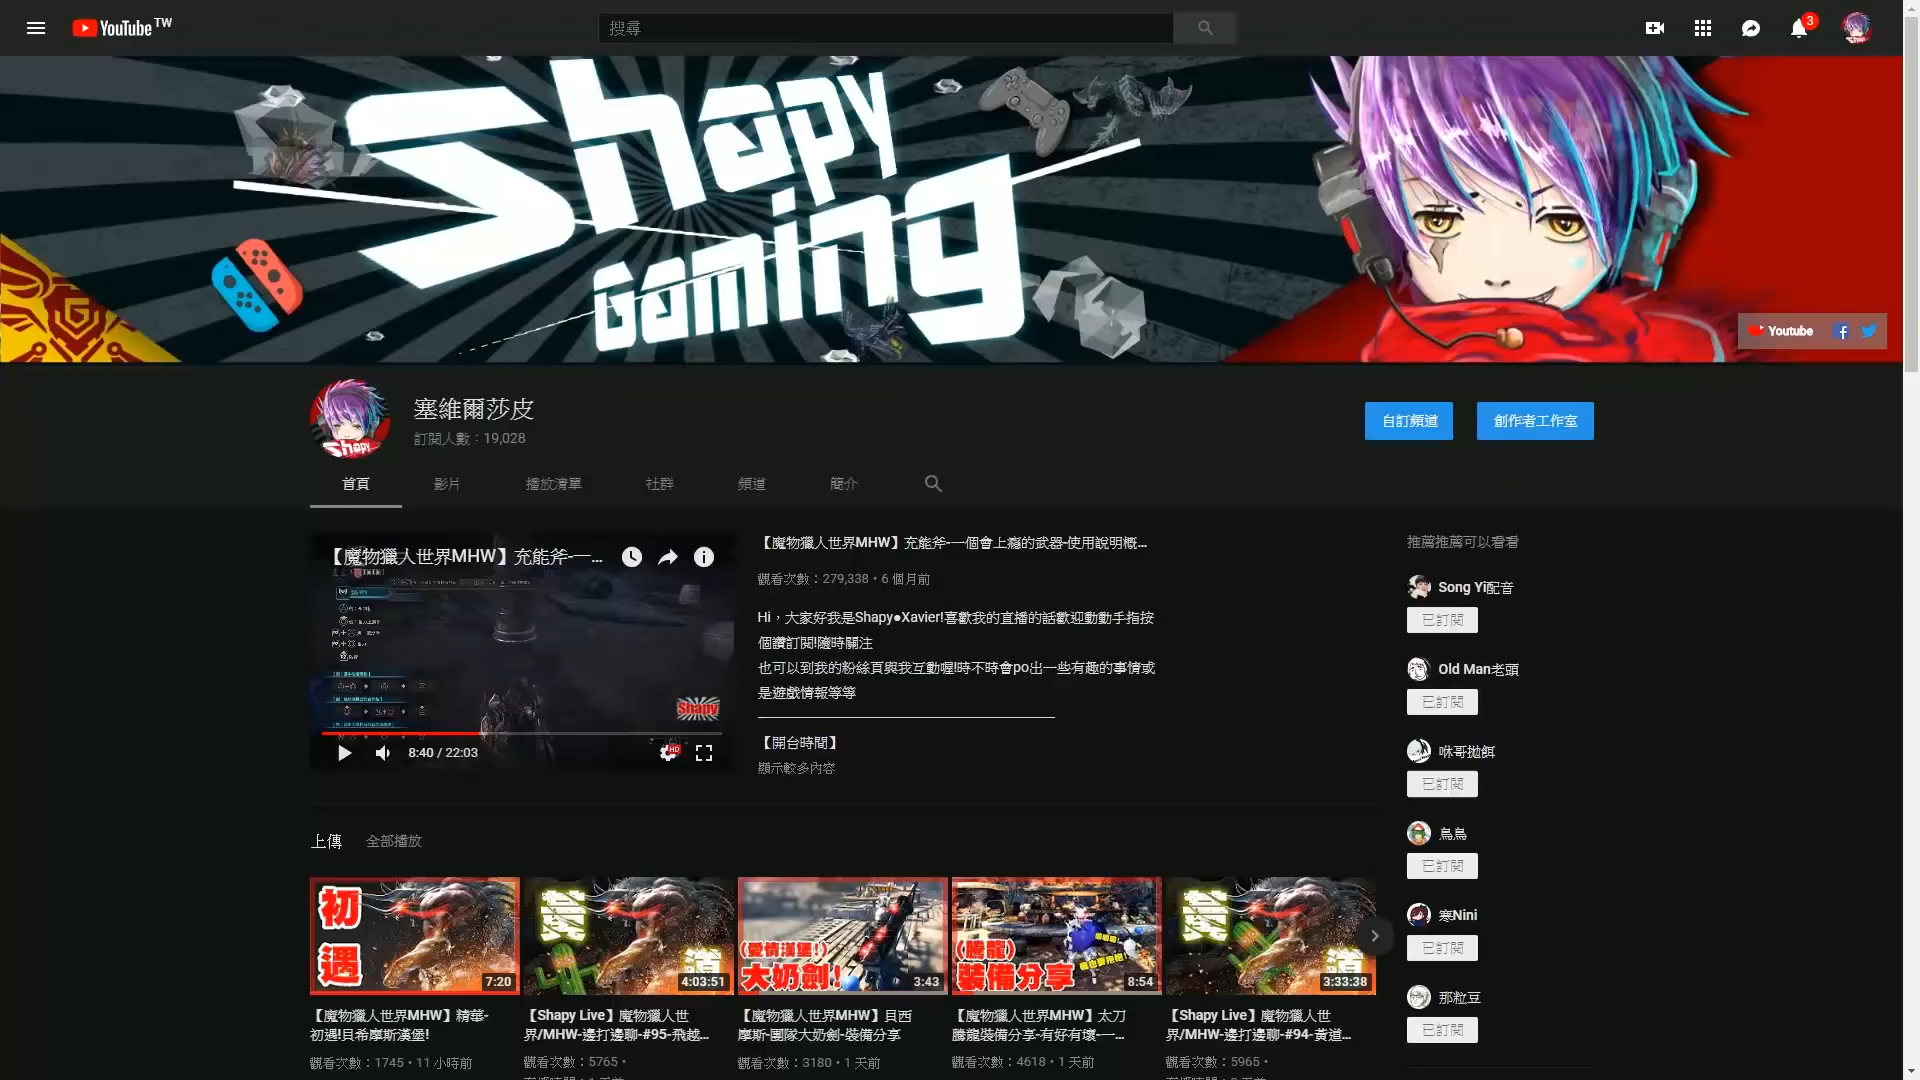 YouTube TW
搜尋
3
Shapy
Gaming
Youtube
塞維爾莎皮
訂閱人數：19,028
自訂頻道
創作者工作室
首頁
影片
播放清單
社群
頻道
簡介
【魔物獵人世界MHW】充能斧-一...
Shapy
8:40 / 22:03
HD
【魔物獵人世界MHW】充能斧-一個會上癮的武器-使用說明概...
觀看次數：279,338・6 個月前
Hi，大家好我是Shapy●Xavier!喜歡我的直播的話歡迎動動手指按
個讚訂閱!隨時關注
也可以到我的粉絲頁與我互動喔!時不時會po出一些有趣的事情或
是遊戲情報等等
【開台時間】
顯示較多內容
推薦推薦可以看看
Song Yi配音
已訂閱
Old Man老頭
已訂閱
咻哥拋餌
已訂閱
鳥鳥
已訂閱
寒Nini
已訂閱
那粒豆
已訂閱
上傳
全部播放
初遇
7:20
4:03:51
(愛情漢堡!)
大奶劍!
3:43
(騰龍)
裝備分享
8:54
3:33:38
【魔物獵人世界MHW】精華-
初遇!貝希摩斯漢堡!
觀看次數：1745・11 小時前
【Shapy Live】魔物獵人世
界/MHW-邊打邊聊-#95-飛越...
觀看次數：5765・
【魔物獵人世界MHW】貝西
摩斯-團隊大奶劍-裝備分享
觀看次數：3180・1 天前
【魔物獵人世界MHW】太刀
騰龍裝備分享-有好有壞-一...
觀看次數：4618・1 天前
【Shapy Live】魔物獵人世
界/MHW-邊打邊聊-#94-黃道...
觀看次數：5965・